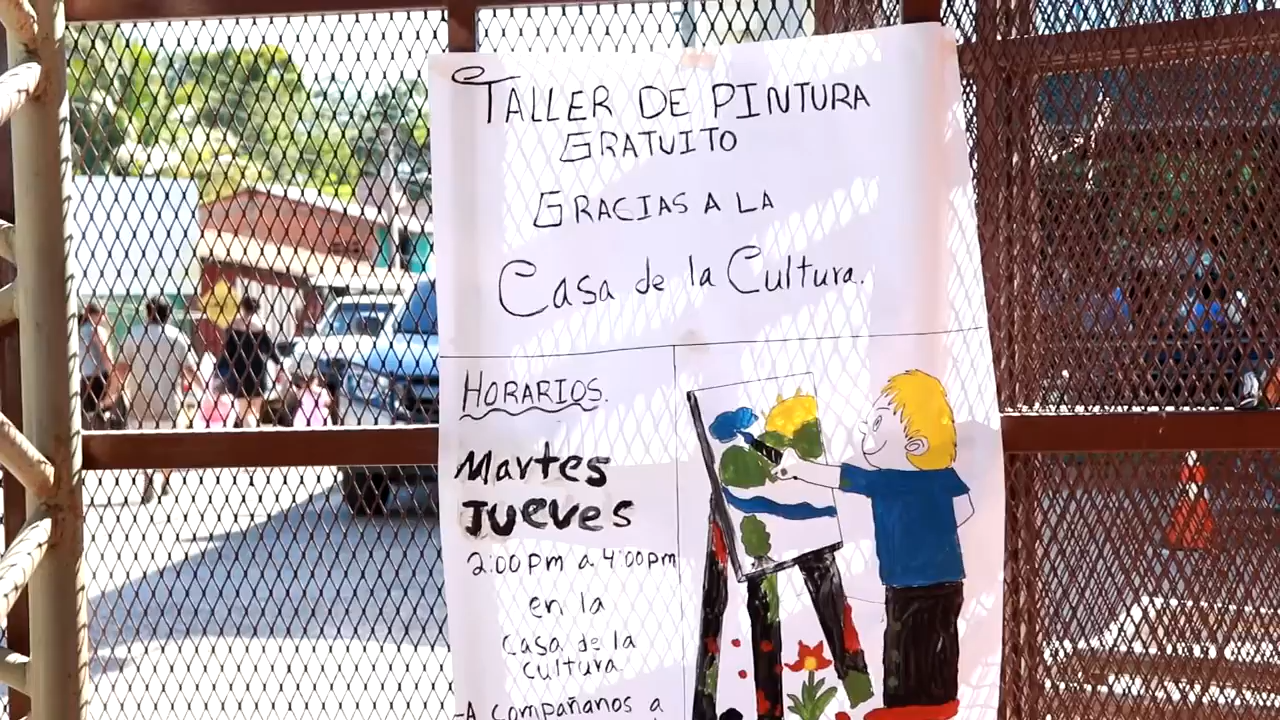 TALLER DE PINTURA
GRATUITO
GRACIAS A LA
Casa de la Cultura.
HORARIOS.
Martes
JUEVES
2:00pm a 4:00pm
en la
Casa de la
Cultura.
-A compañanos a